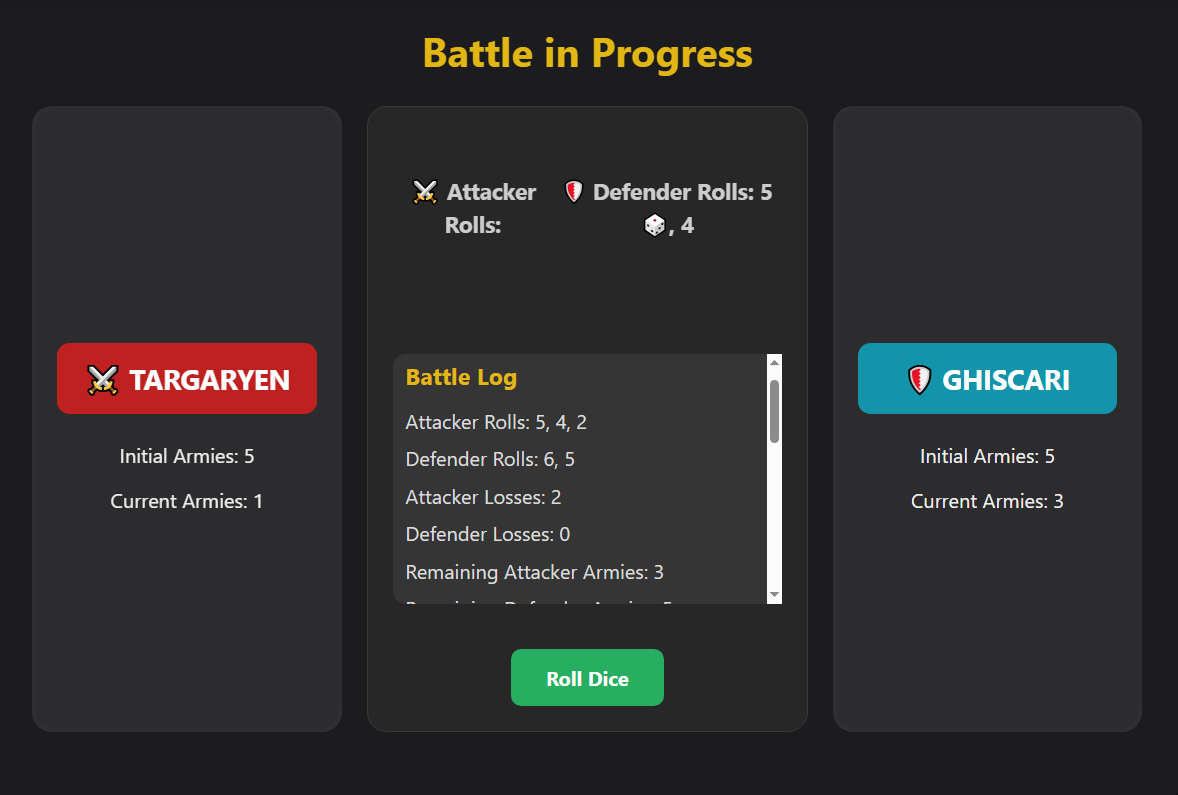 Battle in Progress
⚔️ Attacker
Rolls:
🛡️ Defender Rolls: 5
🎲, 4
⚔️ TARGARYEN
Initial Armies: 5
Current Armies: 1
Battle Log
Attacker Rolls: 5, 4, 2
Defender Rolls: 6, 5
Attacker Losses: 2
Defender Losses: 0
Remaining Attacker Armies: 3
Roll Dice
🛡️ GHISCARI
Initial Armies: 5
Current Armies: 3